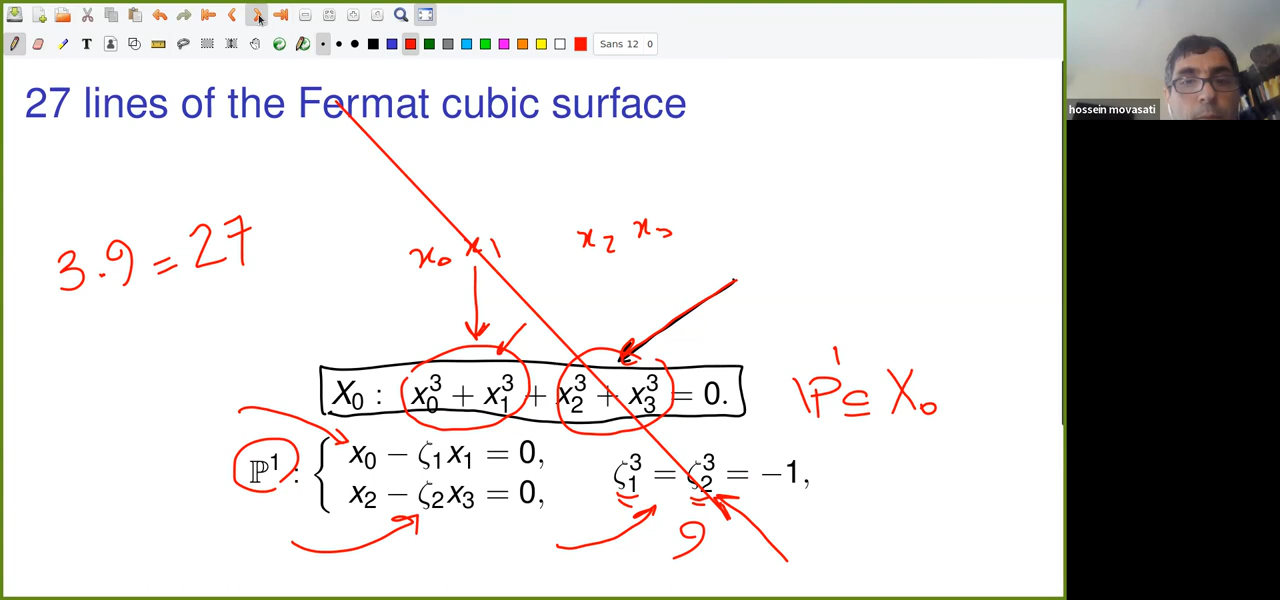 Sans 12 0
hossein movasati
27 lines of the Fermat cubic surface
3.9 = 27
x₀ x₁ x₂ x₃
X₀ : x₀³ + x₁³ + x₂³ + x₃³ = 0.
ℙ¹ ⊆ X₀
ℙ¹ : { x₀ − ζ₁x₁ = 0,
x₂ − ζ₂x₃ = 0,
ζ₁³ = ζ₂³ = −1,
9